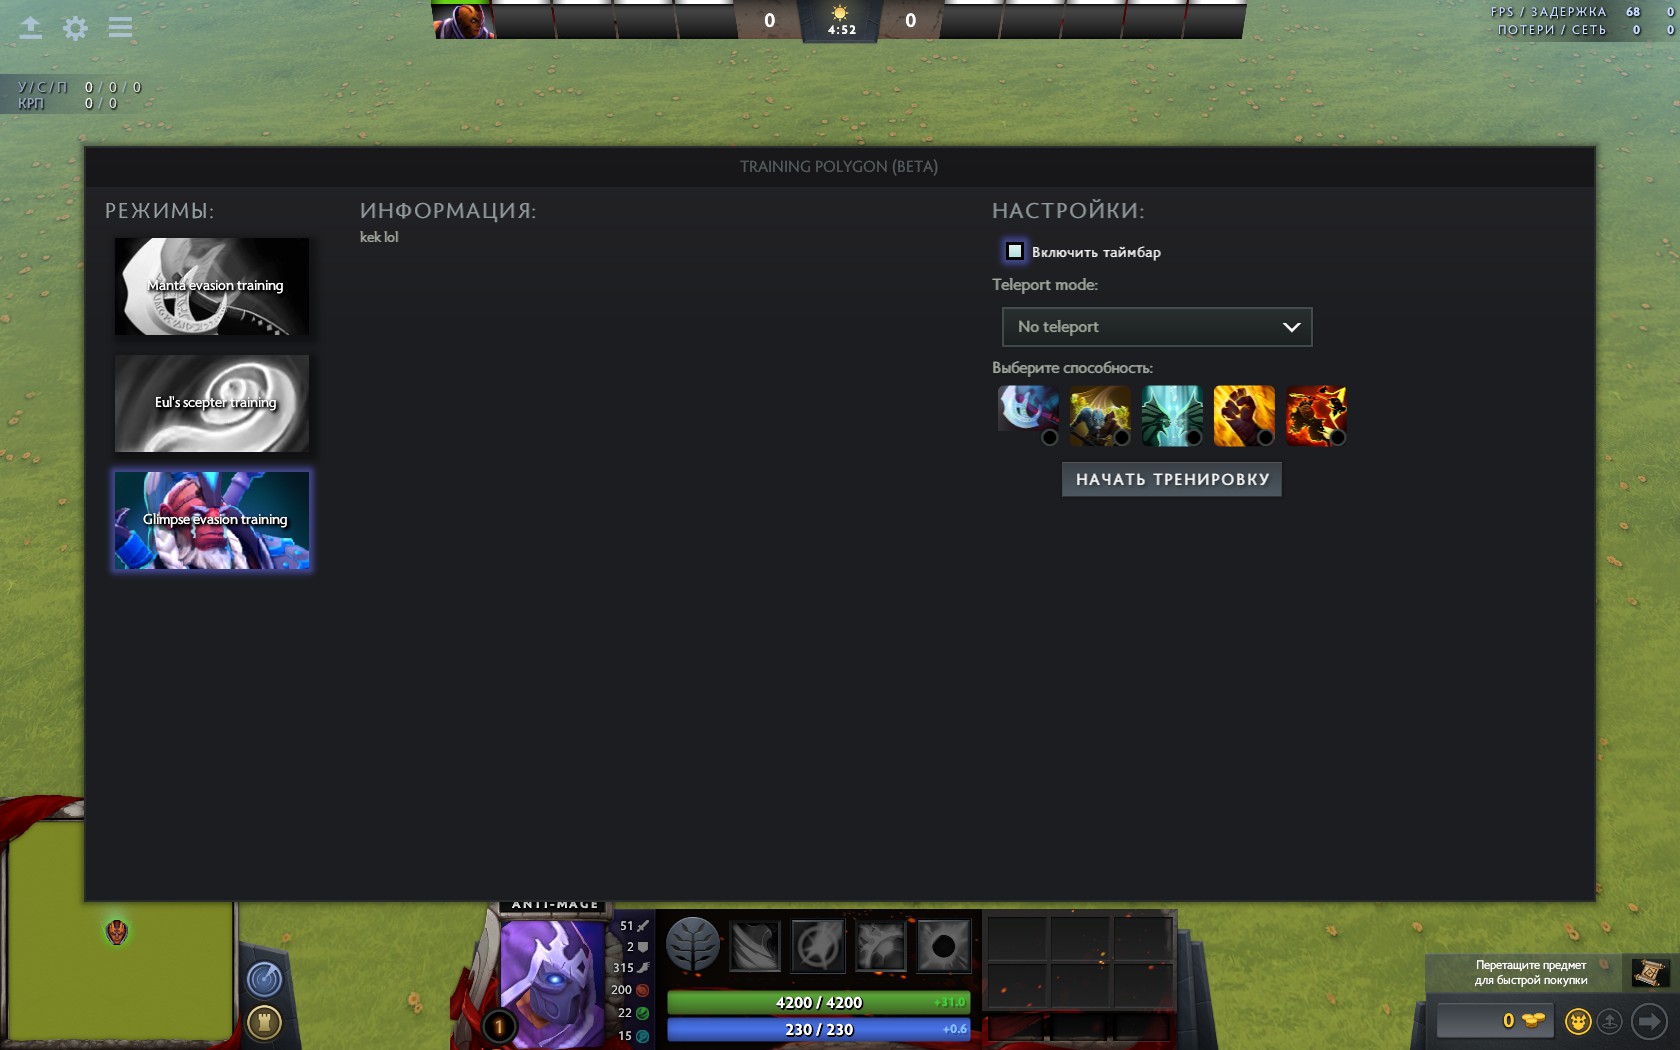 0
4:52
0
FPS / ЗАДЕРЖКА 68 0
ПОТЕРИ / СЕТЬ 0 0
У/С/П 0 / 0 / 0
КРП 0 / 0
TRAINING POLYGON (BETA)
РЕЖИМЫ:
Manta evasion training
Eul's scepter training
Glimpse evasion training
ИНФОРМАЦИЯ:
kek lol
НАСТРОЙКИ:
Включить таймбар
Teleport mode:
No teleport
Выберите способность:
НАЧАТЬ ТРЕНИРОВКУ
ANTI-MAGE
51
2
315
200
22
15
1
4200 / 4200 +31.0
230 / 230 +0.6
Перетащите предмет
для быстрой покупки
0